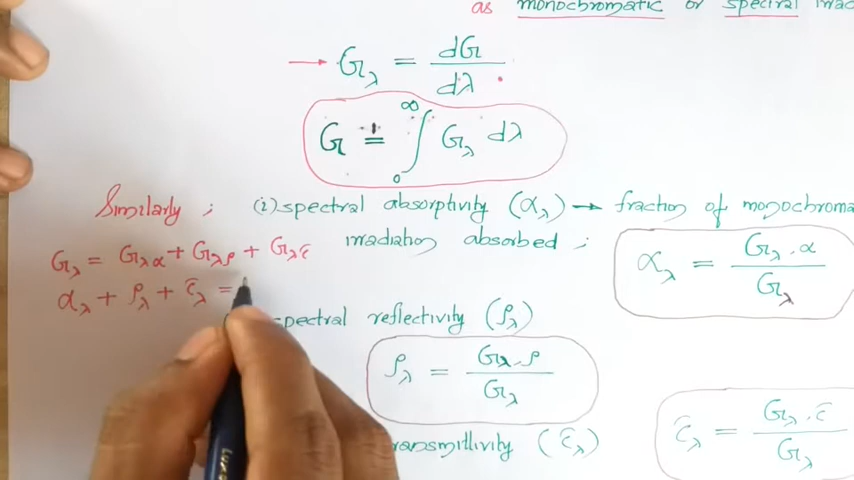 as monochromatic or spectral irrad
→ Gλ = dG/dλ
G = ∫₀^∞ Gλ dλ
Similarly ; (i) spectral absorptivity (αλ) → fraction of monochroma
irradiation absorbed ;
Gλ = Gλα + Gλρ + Gλτ
αλ = Gλ.α/Gλ
αλ + ρλ + τλ =
spectral reflectivity (ρλ)
ρλ = Gλ.ρ/Gλ
ransmittivity (τλ)
τλ = Gλ.τ/Gλ